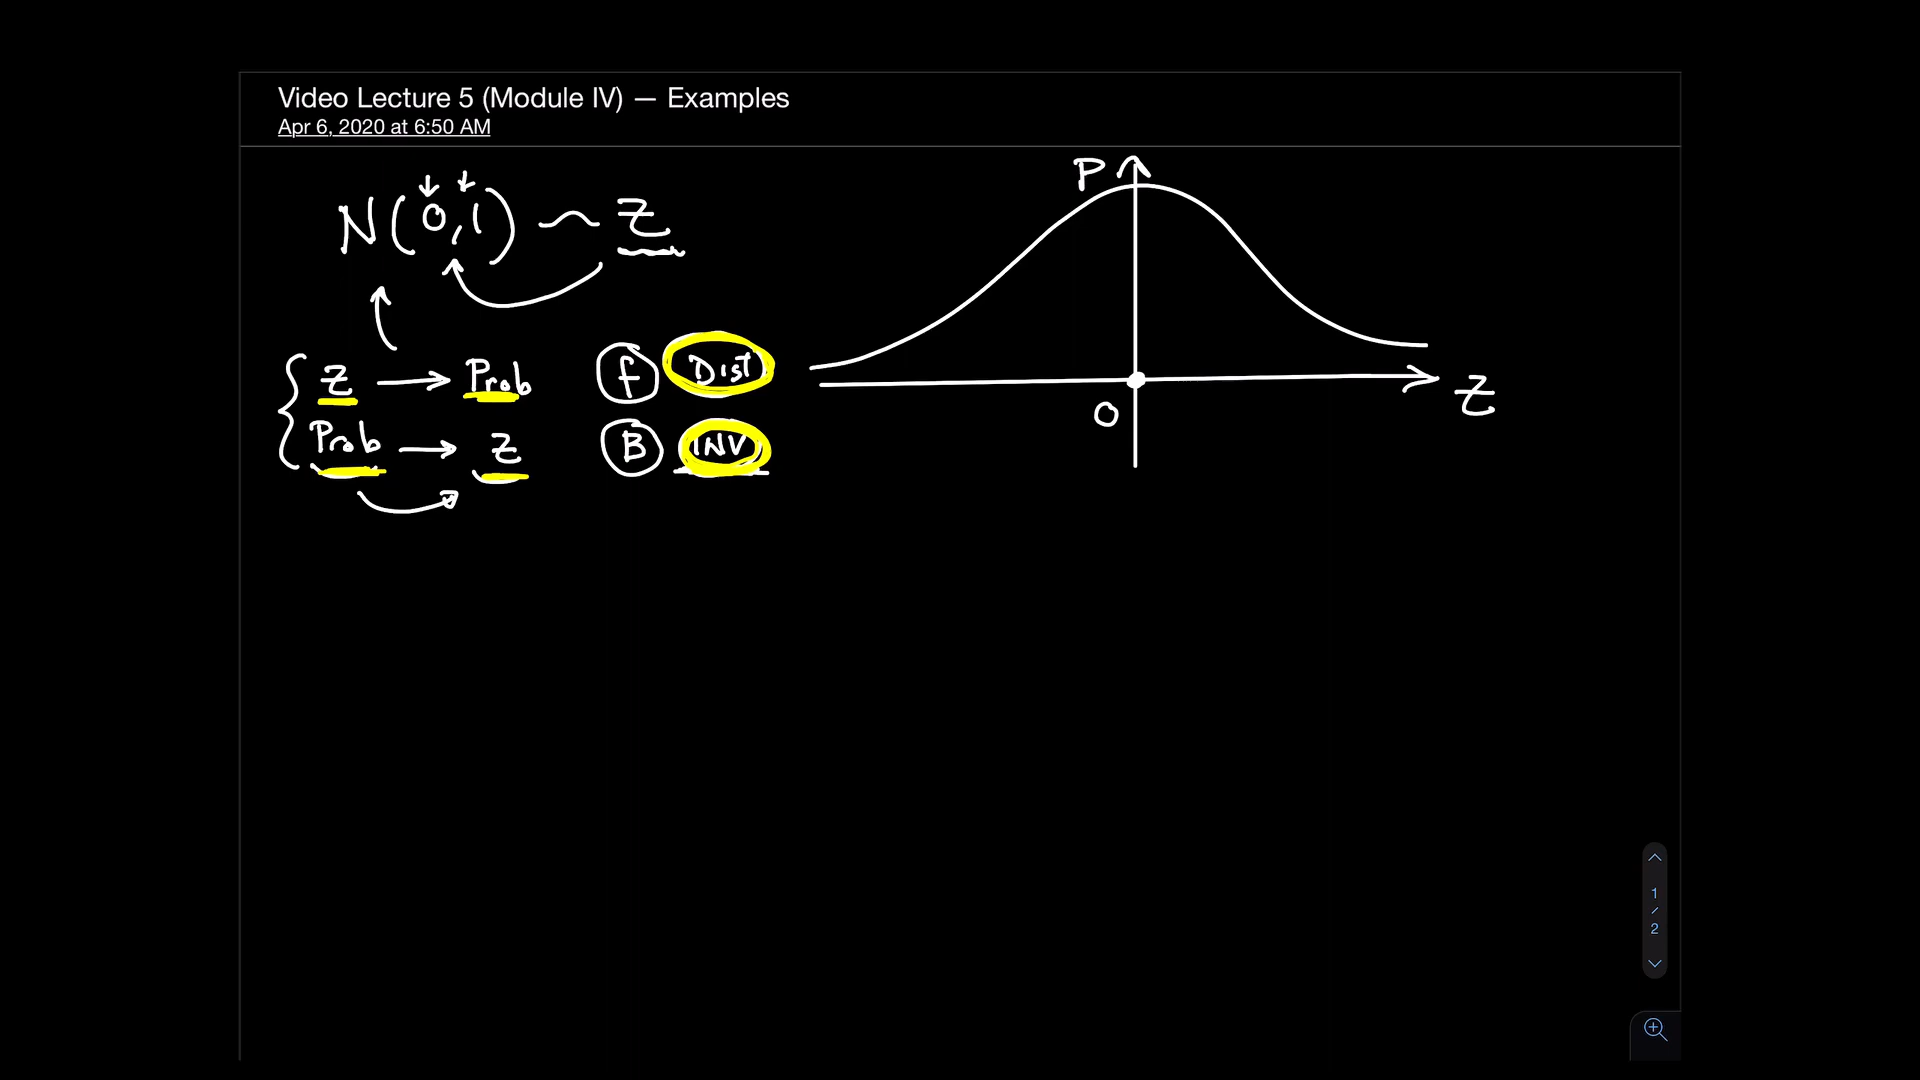 Video Lecture 5 (Module IV) — Examples
Apr 6, 2020 at 6:50 AM
N(0,1) ~ Z
P
Z → Prob (f) Dist
Prob → Z (B) INV
0
Z
1
/
2